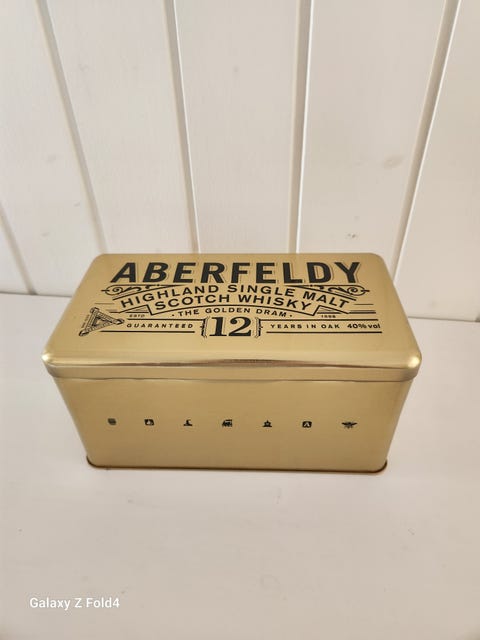 ABERFELDY
HIGHLAND SINGLE MALT
SCOTCH WHISKY
· THE GOLDEN DRAM ·
ESTD 1898
GUARANTEED 12 YEARS IN OAK 40% vol
Galaxy Z Fold4